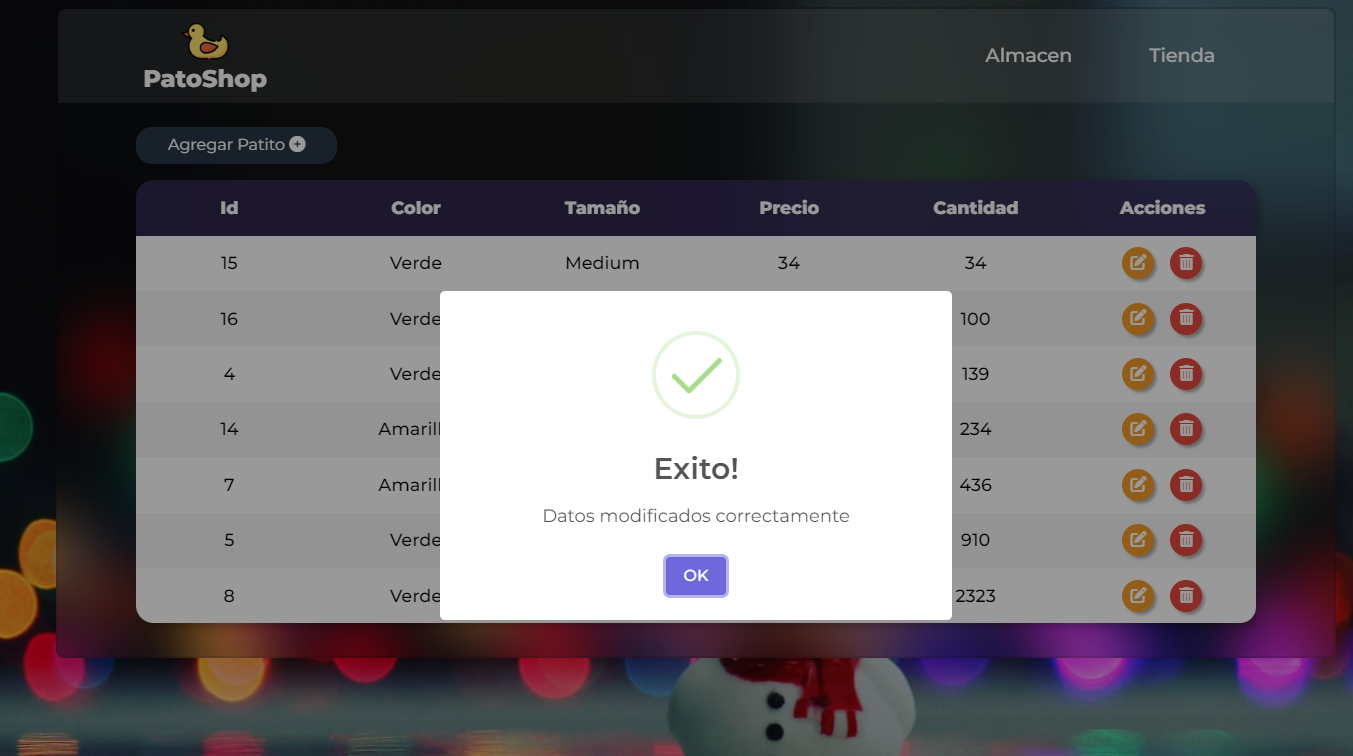 PatoShop
Almacen Tienda
Agregar Patito
Id Color Tamaño Precio Cantidad Acciones
15 Verde Medium 34 34
16 Verde 100
4 Verde 139
14 Amarill 234
7 Amarill 436
5 Verde 910
8 Verde 2323
Exito!
Datos modificados correctamente
OK